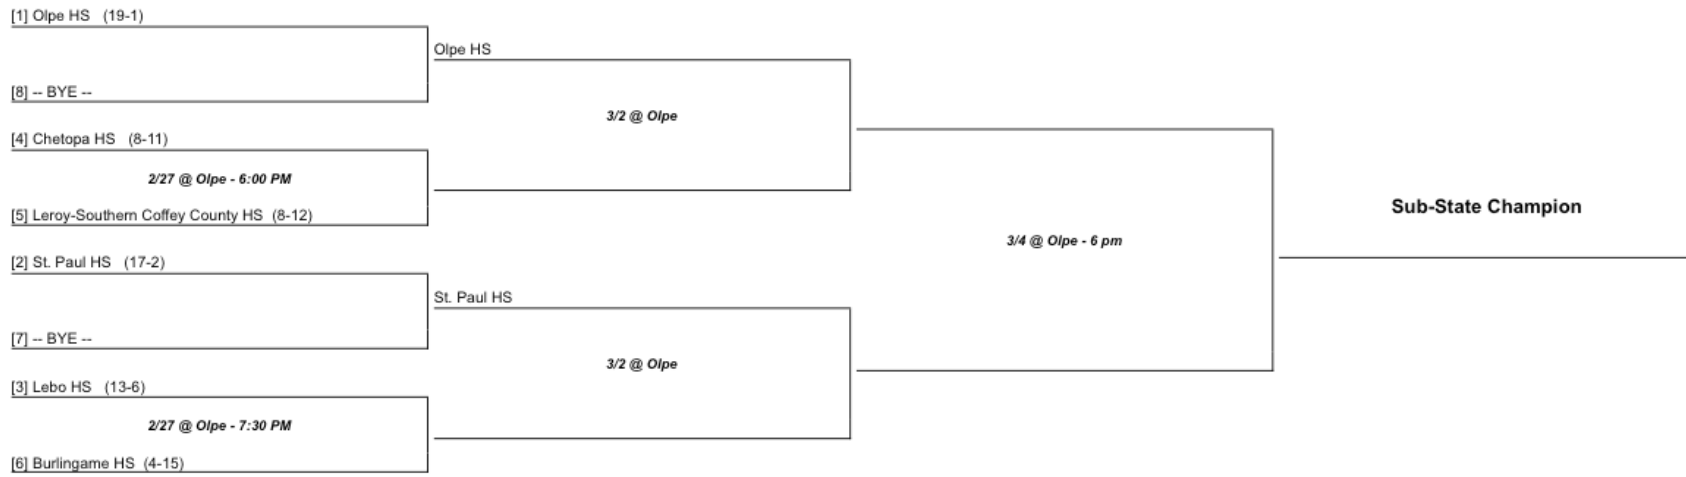 [1] Olpe HS (19-1)
Olpe HS
[8] -- BYE --
3/2 @ Olpe
[4] Chetopa HS (8-11)
2/27 @ Olpe - 6:00 PM
[5] Leroy-Southern Coffey County HS (8-12)
Sub-State Champion
3/4 @ Olpe - 6 pm
[2] St. Paul HS (17-2)
St. Paul HS
[7] -- BYE --
3/2 @ Olpe
[3] Lebo HS (13-6)
2/27 @ Olpe - 7:30 PM
[6] Burlingame HS (4-15)